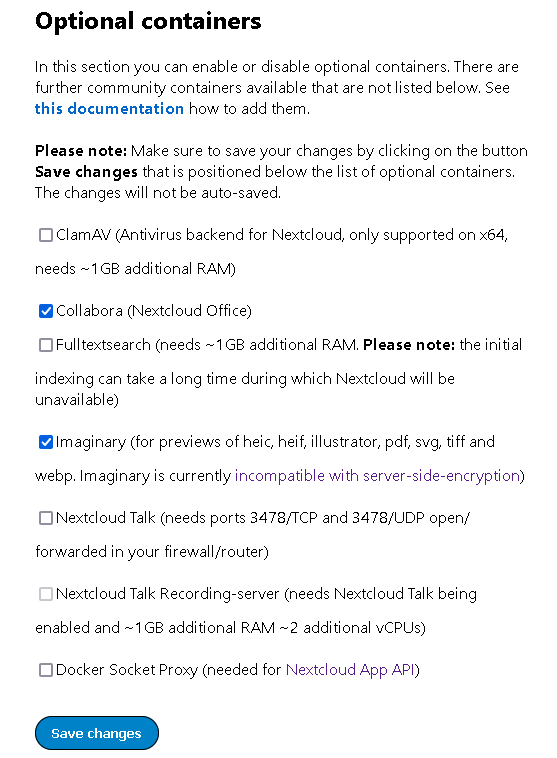 Optional containers
In this section you can enable or disable optional containers. There are
further community containers available that are not listed below. See
this documentation how to add them.
Please note: Make sure to save your changes by clicking on the button
Save changes that is positioned below the list of optional containers.
The changes will not be auto-saved.
ClamAV (Antivirus backend for Nextcloud, only supported on x64,
needs ~1GB additional RAM)
Collabora (Nextcloud Office)
Fulltextsearch (needs ~1GB additional RAM. Please note: the initial
indexing can take a long time during which Nextcloud will be
unavailable)
Imaginary (for previews of heic, heif, illustrator, pdf, svg, tiff and
webp. Imaginary is currently incompatible with server-side-encryption)
Nextcloud Talk (needs ports 3478/TCP and 3478/UDP open/
forwarded in your firewall/router)
Nextcloud Talk Recording-server (needs Nextcloud Talk being
enabled and ~1GB additional RAM ~2 additional vCPUs)
Docker Socket Proxy (needed for Nextcloud App API)
Save changes